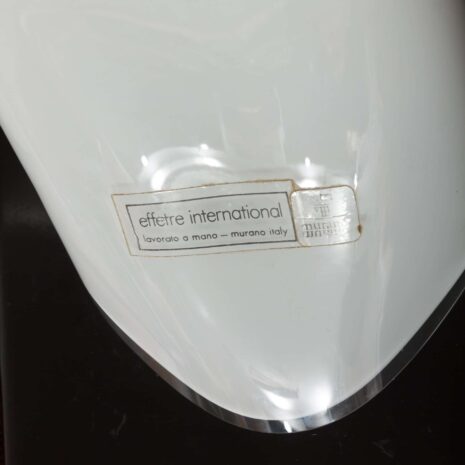 effetre international
lavorato a mano – murano italy